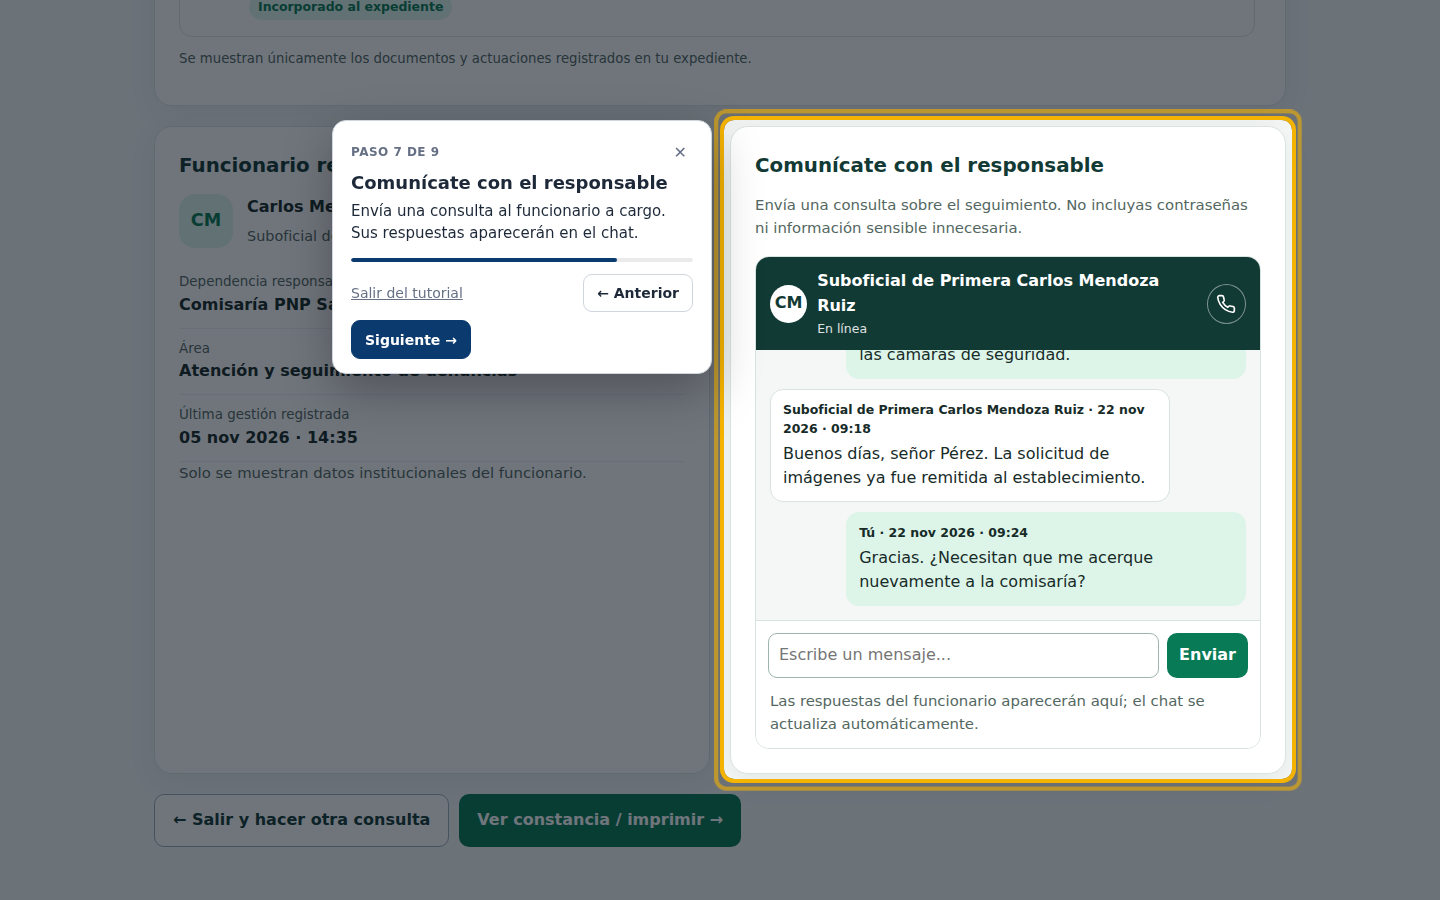 Incorporado al expediente
Se muestran únicamente los documentos y actuaciones registrados en tu expediente.
Funcionario re
CM
Carlos Me
Suboficial d
Dependencia responsa
Comisaría PNP Sa
Área
Atención y seguimiento de denuncias
Última gestión registrada
05 nov 2026 · 14:35
Solo se muestran datos institucionales del funcionario.
PASO 7 DE 9
×
Comunícate con el responsable
Envía una consulta al funcionario a cargo.
Sus respuestas aparecerán en el chat.
Salir del tutorial
← Anterior
Siguiente →
Comunícate con el responsable
Envía una consulta sobre el seguimiento. No incluyas contraseñas
ni información sensible innecesaria.
CM
Suboficial de Primera Carlos Mendoza
Ruiz
En línea
las cámaras de seguridad.
Suboficial de Primera Carlos Mendoza Ruiz · 22 nov
2026 · 09:18
Buenos días, señor Pérez. La solicitud de
imágenes ya fue remitida al establecimiento.
Tú · 22 nov 2026 · 09:24
Gracias. ¿Necesitan que me acerque
nuevamente a la comisaría?
Escribe un mensaje...
Enviar
Las respuestas del funcionario aparecerán aquí; el chat se
actualiza automáticamente.
← Salir y hacer otra consulta
Ver constancia / imprimir →